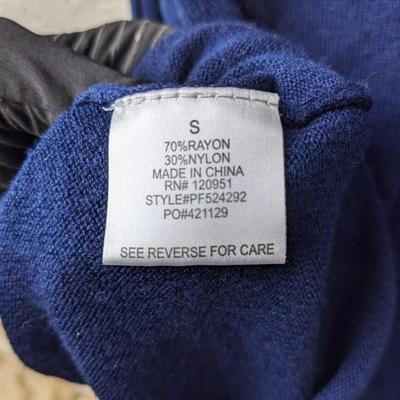 S
70%RAYON
30%NYLON
MADE IN CHINA
RN# 120951
STYLE#PF524292
PO#421129
SEE REVERSE FOR CARE